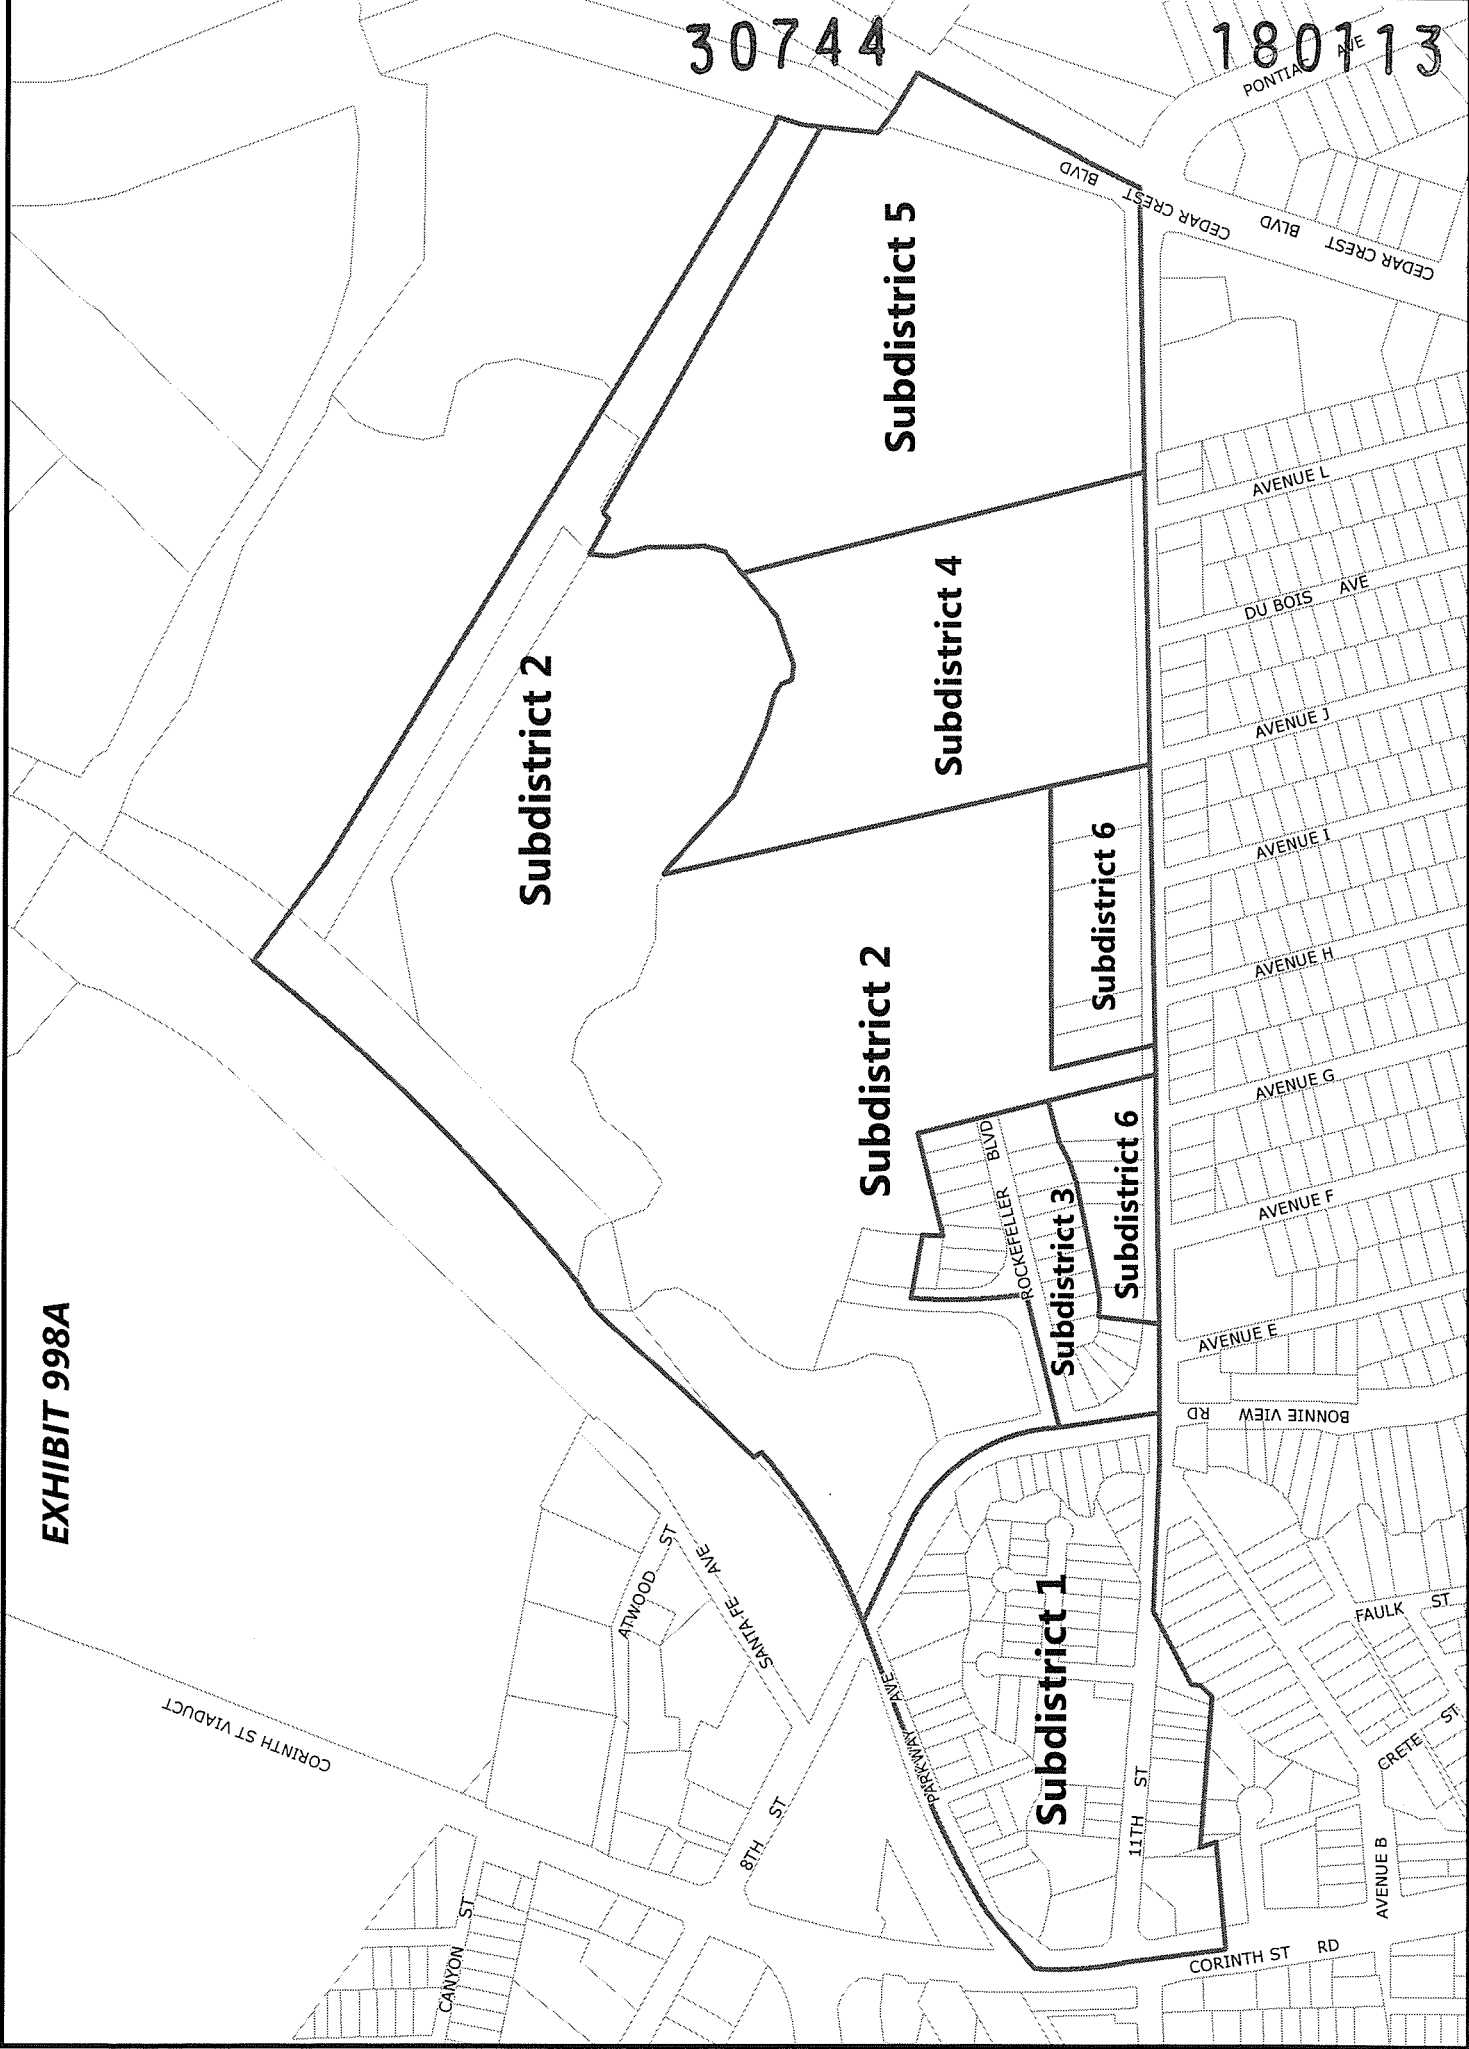 30744
180113
EXHIBIT 998A
Subdistrict 5
Subdistrict 4
Subdistrict 2
Subdistrict 2
Subdistrict 6
Subdistrict 6
Subdistrict 3
Subdistrict 1
PONTIAC AVE
CEDAR CREST BLVD
CEDAR CREST BLVD
AVENUE L
DU BOIS AVE
AVENUE J
AVENUE I
AVENUE H
AVENUE G
AVENUE F
AVENUE E
BONNIE VIEW RD
ROCKEFELLER BLVD
FAULK ST
CRETE ST
AVENUE B
CORINTH ST RD
11TH ST
PARKWAY AVE
8TH ST
SANTA FE AVE
ATWOOD ST
CORINTH ST VIADUCT
CANYON ST